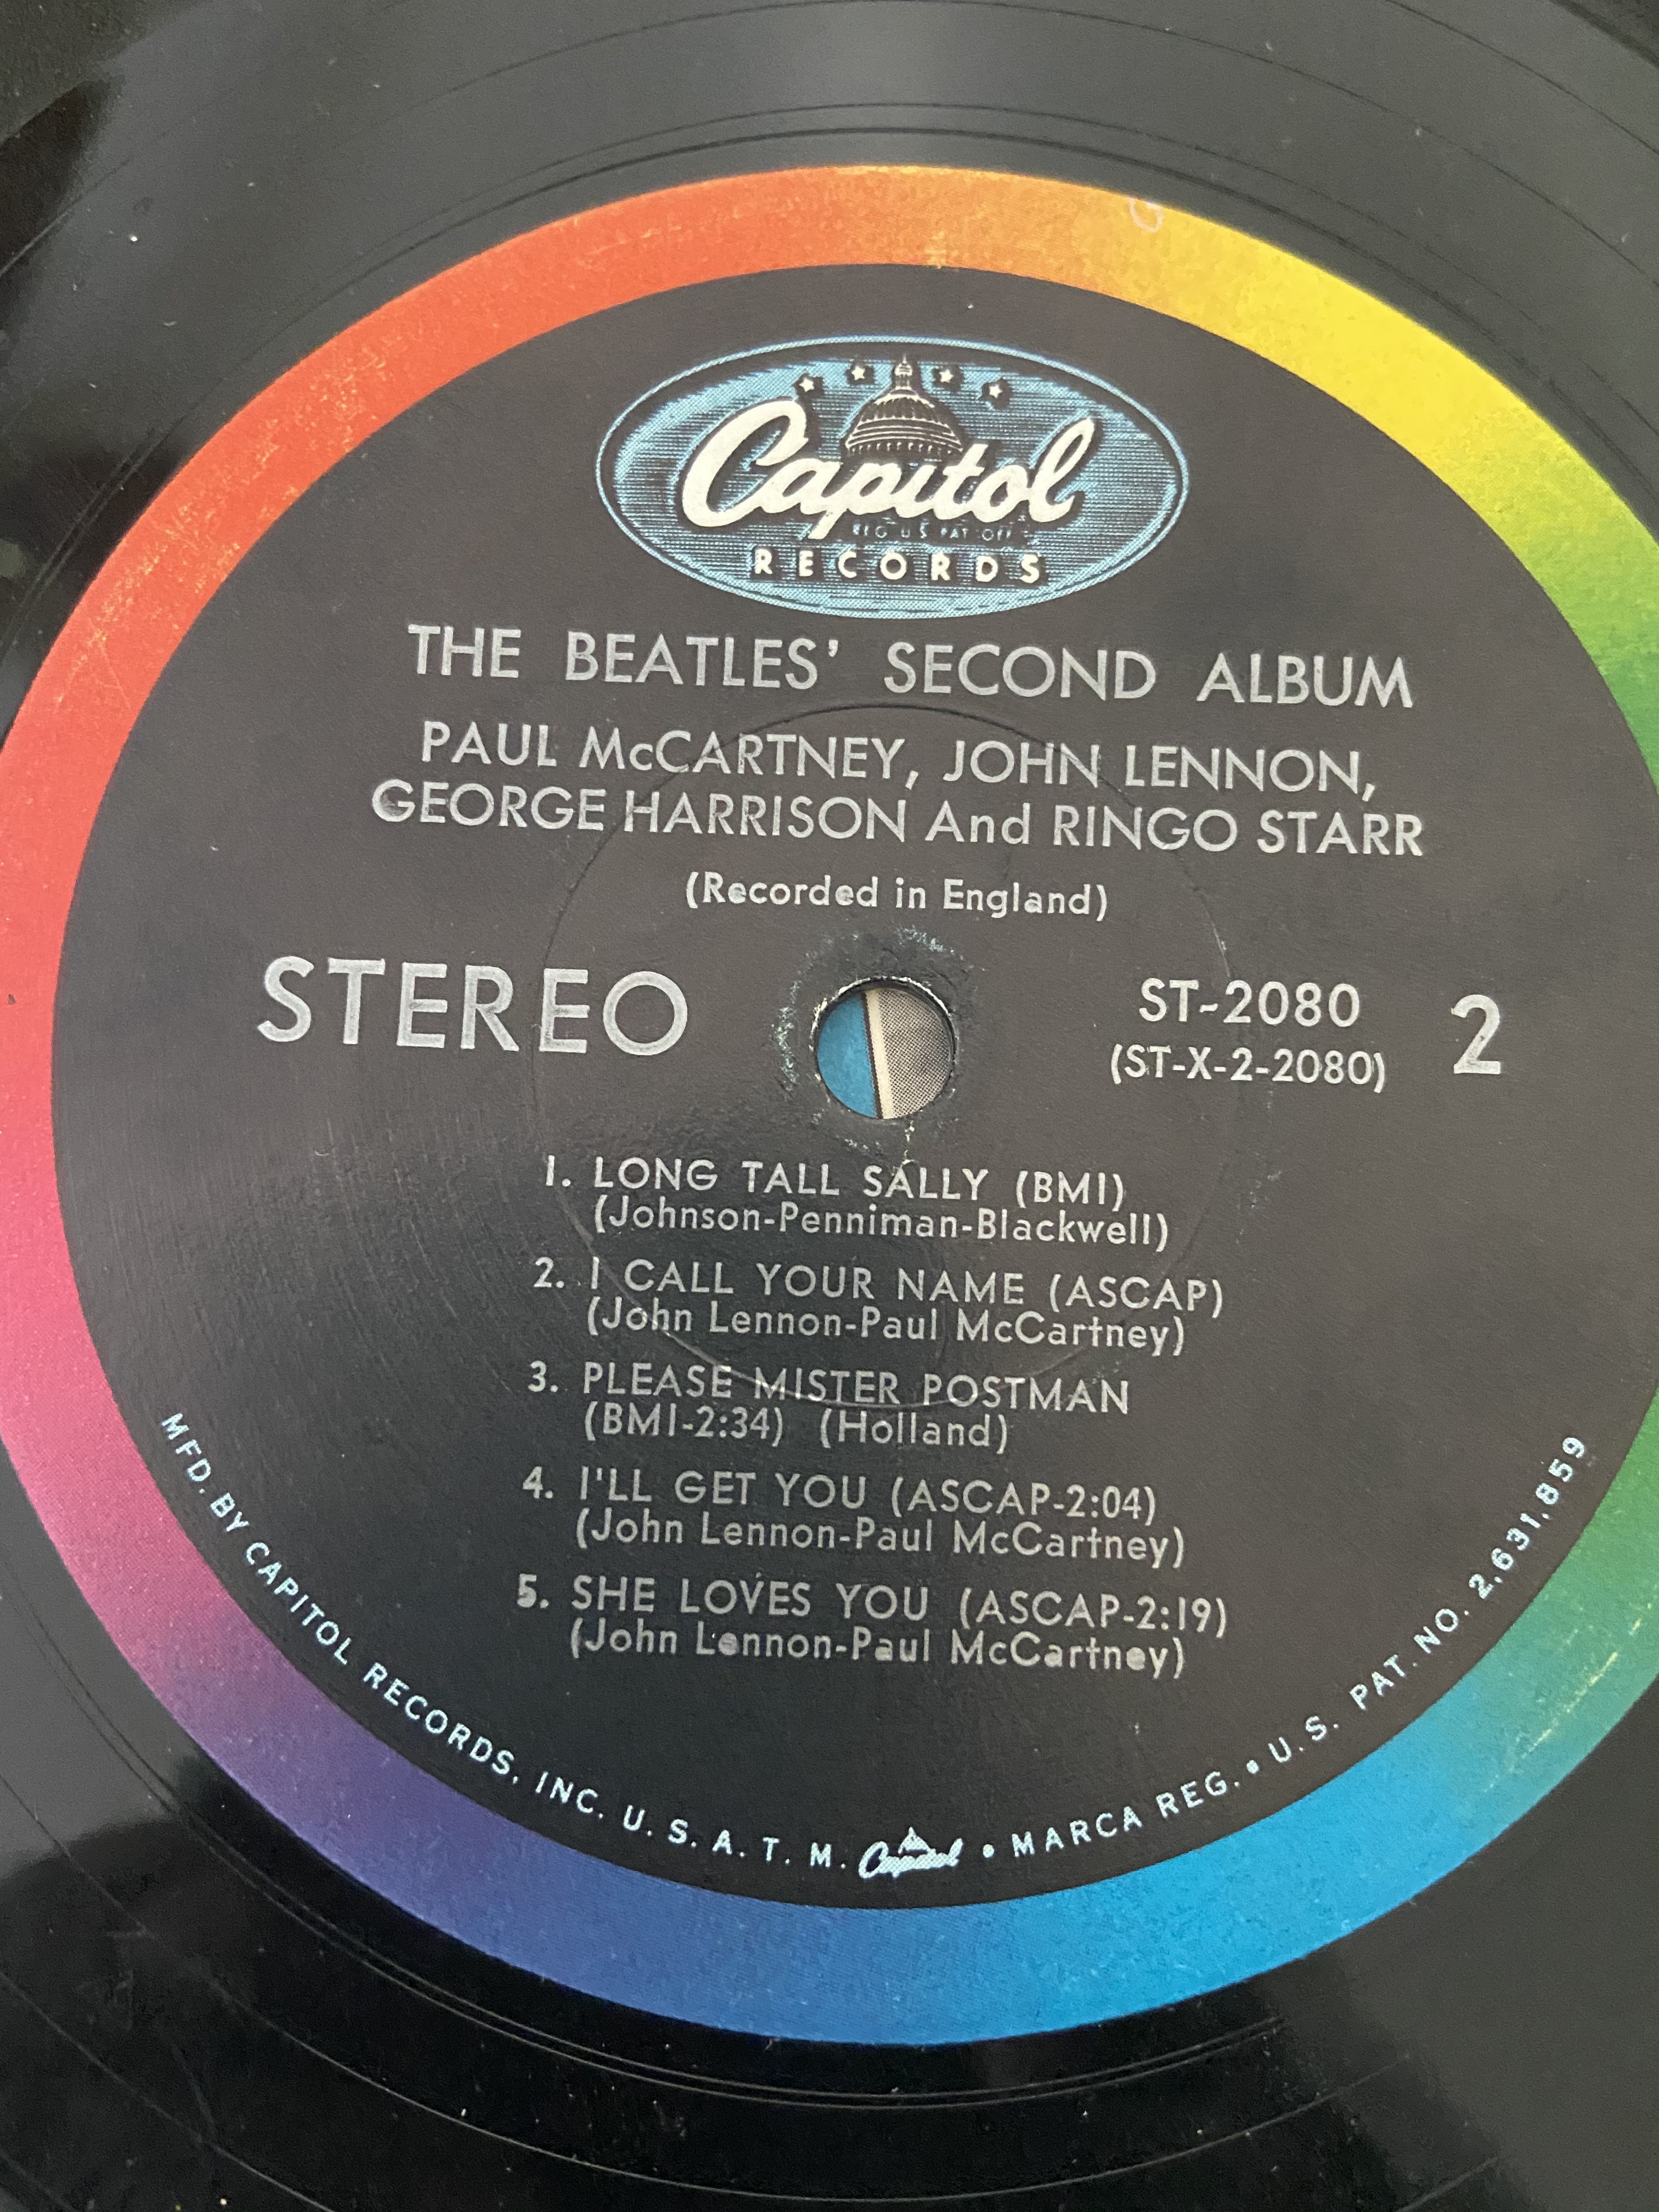 Capitol
REG. U.S. PAT. OFF.
RECORDS
THE BEATLES' SECOND ALBUM
PAUL McCARTNEY, JOHN LENNON,
GEORGE HARRISON And RINGO STARR
(Recorded in England)
STEREO
ST-2080
(ST-X-2-2080)
2
1. LONG TALL SALLY (BMI)
(Johnson-Penniman-Blackwell)
2. I CALL YOUR NAME (ASCAP)
(John Lennon-Paul McCartney)
3. PLEASE MISTER POSTMAN
(BMI-2:34) (Holland)
4. I'LL GET YOU (ASCAP-2:04)
(John Lennon-Paul McCartney)
5. SHE LOVES YOU (ASCAP-2:19)
(John Lennon-Paul McCartney)
MFD. BY CAPITOL RECORDS, INC. U. S. A. T. M. Capitol • MARCA REG. • U. S. PAT. NO. 2,631,859